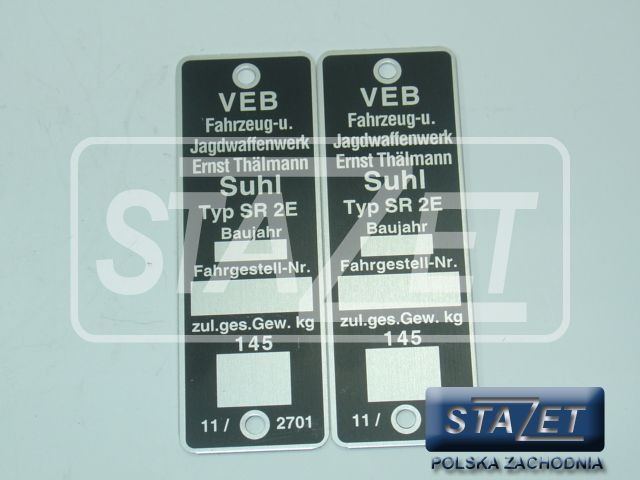 VEB
Fahrzeug-u.
Jagdwaffenwerk
Ernst Thälmann
Suhl
Typ SR 2E
Baujahr
Fahrgestell-Nr.
zul.ges.Gew. kg
145
11 / 2701
VEB
Fahrzeug-u.
Jagdwaffenwerk
Ernst Thälmann
Suhl
Typ SR 2E
Baujahr
Fahrgestell-Nr.
zul.ges.Gew. kg
145
11 /
STAZET
STAZET
POLSKA ZACHODNIA